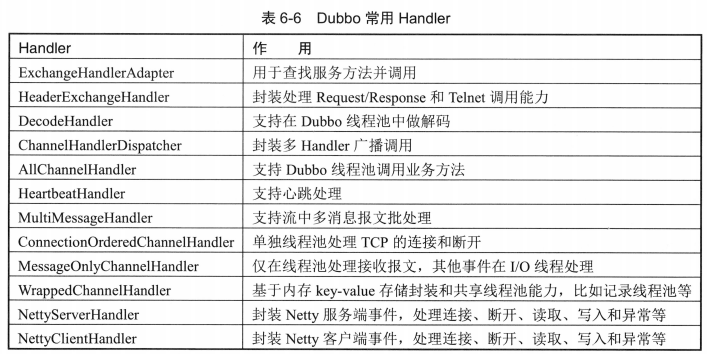 表 6-6 Dubbo 常用 Handler
Handler 作 用
ExchangeHandlerAdapter 用于查找服务方法并调用
HeaderExchangeHandler 封装处理 Request/Response 和 Telnet 调用能力
DecodeHandler 支持在 Dubbo 线程池中做解码
ChannelHandlerDispatcher 封装多 Handler 广播调用
AllChannelHandler 支持 Dubbo 线程池调用业务方法
HeartbeatHandler 支持心跳处理
MultiMessageHandler 支持流中多消息报文批处理
ConnectionOrderedChannelHandler 单独线程池处理 TCP 的连接和断开
MessageOnlyChannelHandler 仅在线程池处理接收报文，其他事件在 I/O 线程处理
WrappedChannelHandler 基于内存 key-value 存储封装和共享线程池能力，比如记录线程池等
NettyServerHandler 封装 Netty 服务端事件，处理连接、断开、读取、写入和异常等
NettyClientHandler 封装 Netty 客户端事件，处理连接、断开、读取、写入和异常等